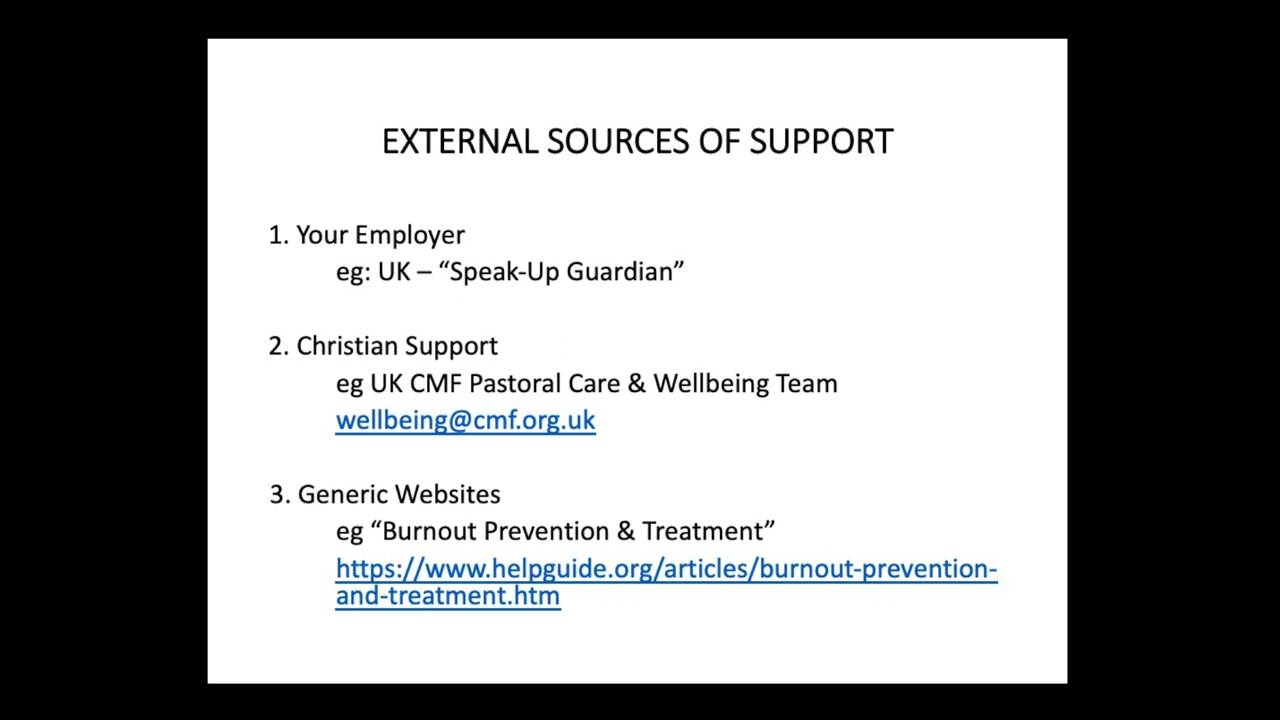 EXTERNAL SOURCES OF SUPPORT
1. Your Employer
eg: UK – “Speak-Up Guardian”
2. Christian Support
eg UK CMF Pastoral Care & Wellbeing Team
wellbeing@cmf.org.uk
3. Generic Websites
eg “Burnout Prevention & Treatment”
https://www.helpguide.org/articles/burnout-prevention-
and-treatment.htm